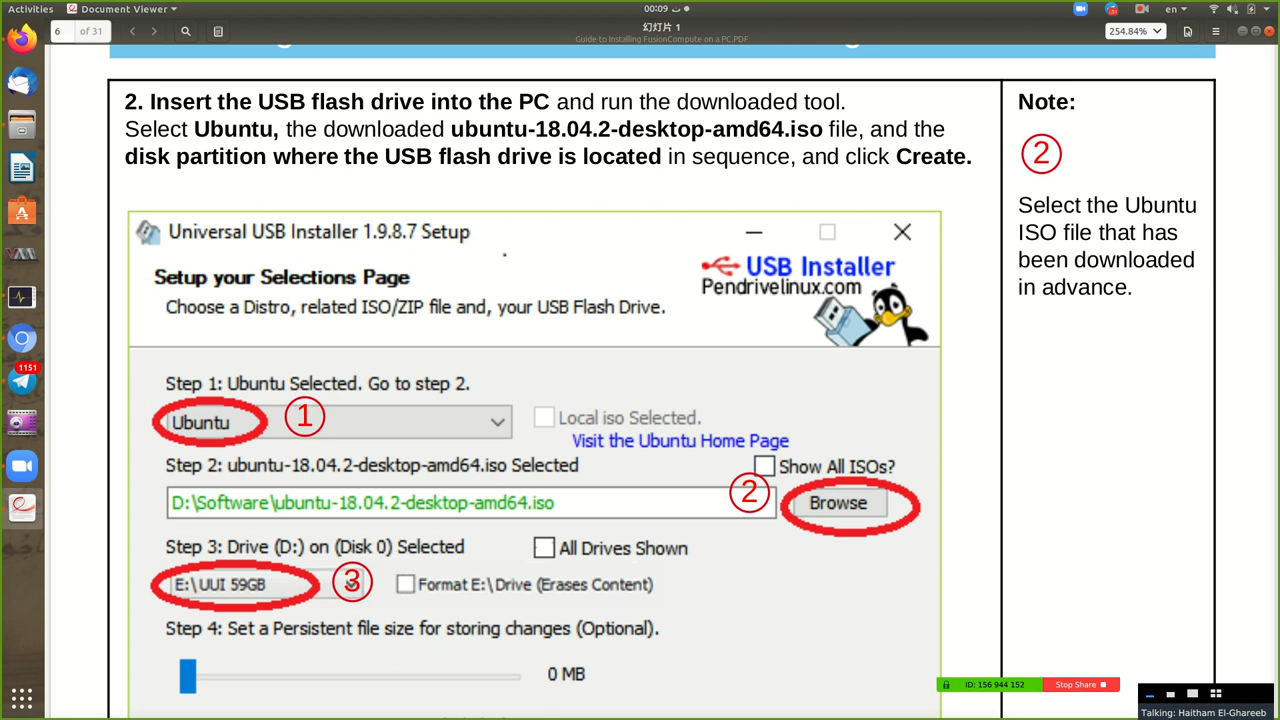 Activities
Document Viewer
00:09 ت
en
6
of 31
幻灯片 1
Guide to Installing FusionCompute on a PC.PDF
254.84%
2. Insert the USB flash drive into the PC and run the downloaded tool.
Select Ubuntu, the downloaded ubuntu-18.04.2-desktop-amd64.iso file, and the
disk partition where the USB flash drive is located in sequence, and click Create.
Note:
②
Select the Ubuntu
ISO file that has
been downloaded
in advance.
Universal USB Installer 1.9.8.7 Setup
Setup your Selections Page
Choose a Distro, related ISO/ZIP file and, your USB Flash Drive.
USB Installer
Pendrivelinux.com
Step 1: Ubuntu Selected. Go to step 2.
Ubuntu
①
Local iso Selected.
Visit the Ubuntu Home Page
Step 2: ubuntu-18.04.2-desktop-amd64.iso Selected
Show All ISOs?
D:\Software\ubuntu-18.04.2-desktop-amd64.iso
②
Browse
Step 3: Drive (D:) on (Disk 0) Selected
All Drives Shown
E:\UUI 59GB
③
Format E:\Drive (Erases Content)
Step 4: Set a Persistent file size for storing changes (Optional).
0 MB
1151
ID: 156 944 152
Stop Share
Talking: Haitham El-Ghareeb